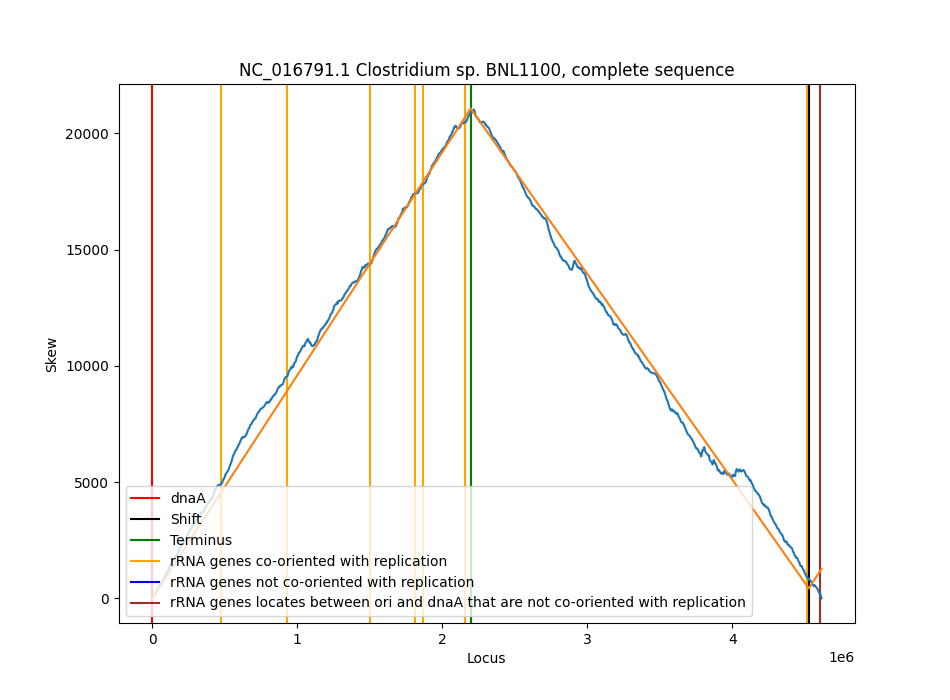 NC_016791.1 Clostridium sp. BNL1100, complete sequence
Skew
20000
15000
10000
5000
0
dnaA
Shift
Terminus
rRNA genes co-oriented with replication
rRNA genes not co-oriented with replication
rRNA genes locates between ori and dnaA that are not co-oriented with replication
0 1 2 3 4
Locus
1e6